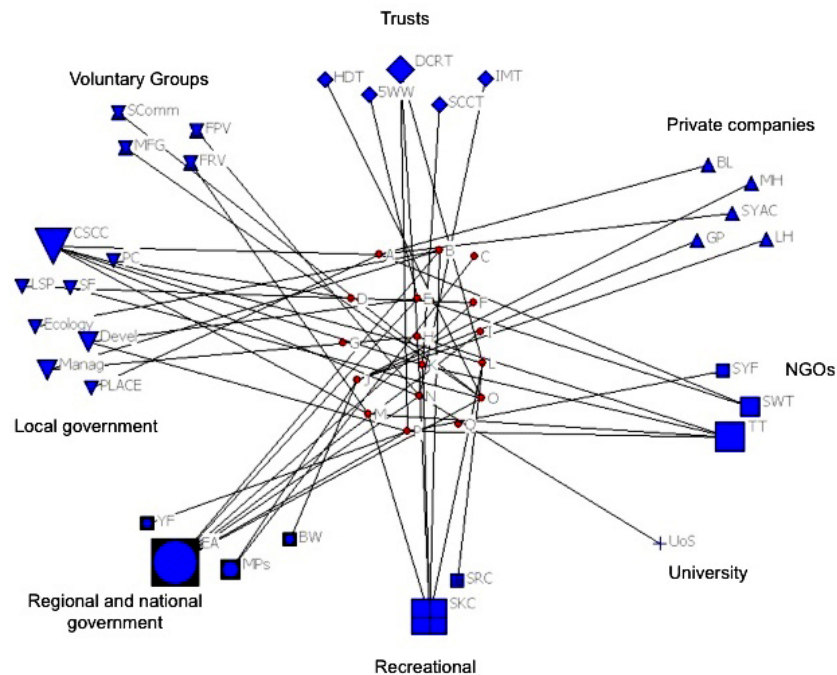 Trusts
DCRT
HDT
IMT
5WW
SCCT
Voluntary Groups
SComm
FPV
MFG
FRV
Private companies
BL
MH
SYAC
GP
LH
CSCC
PC
LSP
SF
Ecology
Devel
Manag
PLACE
Local government
A
B
C
D
E
F
G
H
I
J
K
L
M
N
O
P
Q
SYF
NGOs
SWT
TT
YF
EA
MPs
BW
Regional and national
government
SRC
SKC
Recreational
UoS
University